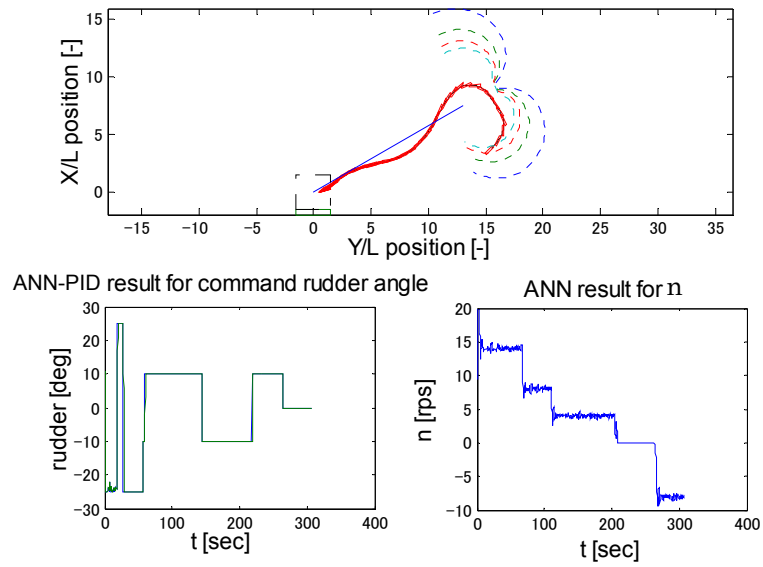 15
10
5
0
X/L position [-]
−15 −10 −5 0 5 10 15 20 25 30 35
Y/L position [-]
ANN-PID result for command rudder angle
30
20
10
0
−10
−20
−30
rudder [deg]
0 100 200 300 400
t [sec]
ANN result for n
20
15
10
5
0
−5
−10
n [rps]
0 100 200 300 400
t [sec]